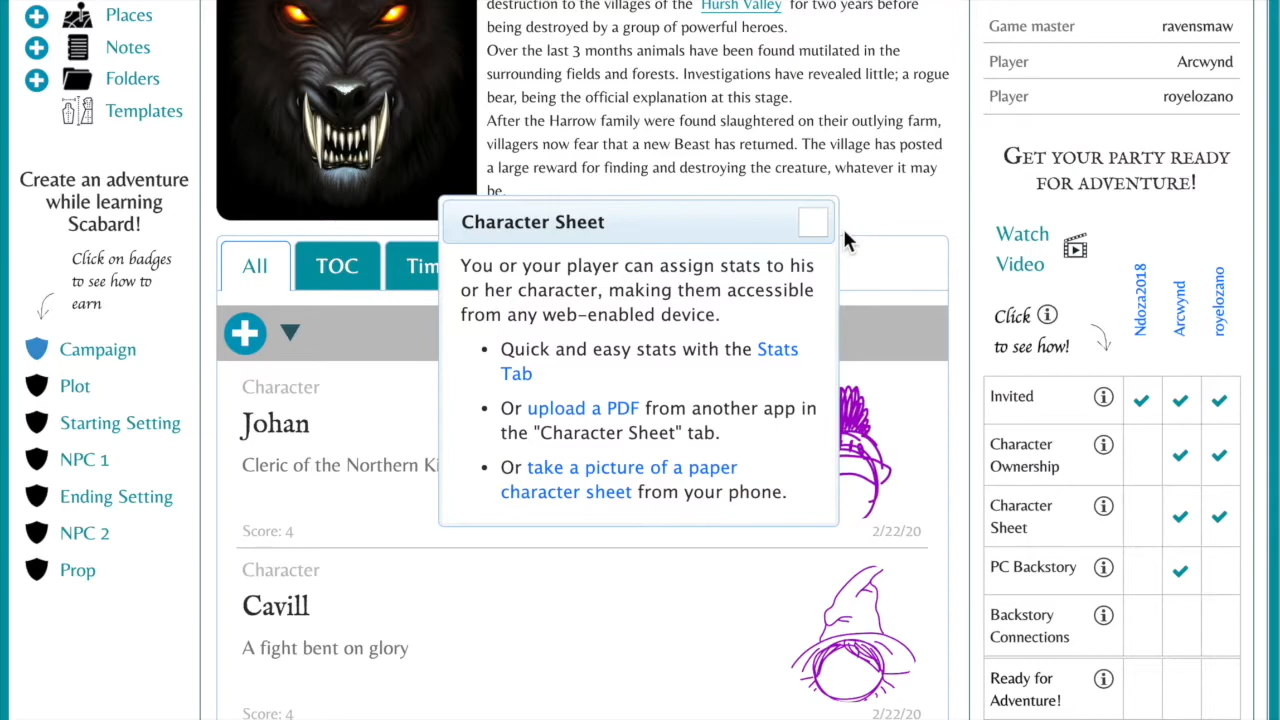 Places
Notes
Folders
Templates
Create an adventure
while learning
Scabard!
Click on badges
to see how to
earn
Campaign
Plot
Starting Setting
NPC 1
Ending Setting
NPC 2
Prop
destruction to the villages of the Hursh Valley for two years before
being destroyed by a group of powerful heroes.
Over the last 3 months animals have been found mutilated in the
surrounding fields and forests. Investigations have revealed little; a rogue
bear, being the official explanation at this stage.
After the Harrow family were found slaughtered on their outlying farm,
villagers now fear that a new Beast has returned. The village has posted
a large reward for finding and destroying the creature, whatever it may
be.
All TOC Tim
Character Sheet
You or your player can assign stats to his
or her character, making them accessible
from any web-enabled device.
• Quick and easy stats with the Stats
Tab
• Or upload a PDF from another app in
the "Character Sheet" tab.
• Or take a picture of a paper
character sheet from your phone.
Character
Johan
Cleric of the Northern Ki
Score: 4
2/22/20
Character
Cavill
A fight bent on glory
Score: 4
2/22/20
Game master ravensmaw
Player Arcwynd
Player royelozano
Get your party ready
for adventure!
Watch
Video
Click i
to see how!
Ndoza2018
Arcwynd
royelozano
Invited
Character
Ownership
Character
Sheet
PC Backstory
Backstory
Connections
Ready for
Adventure!